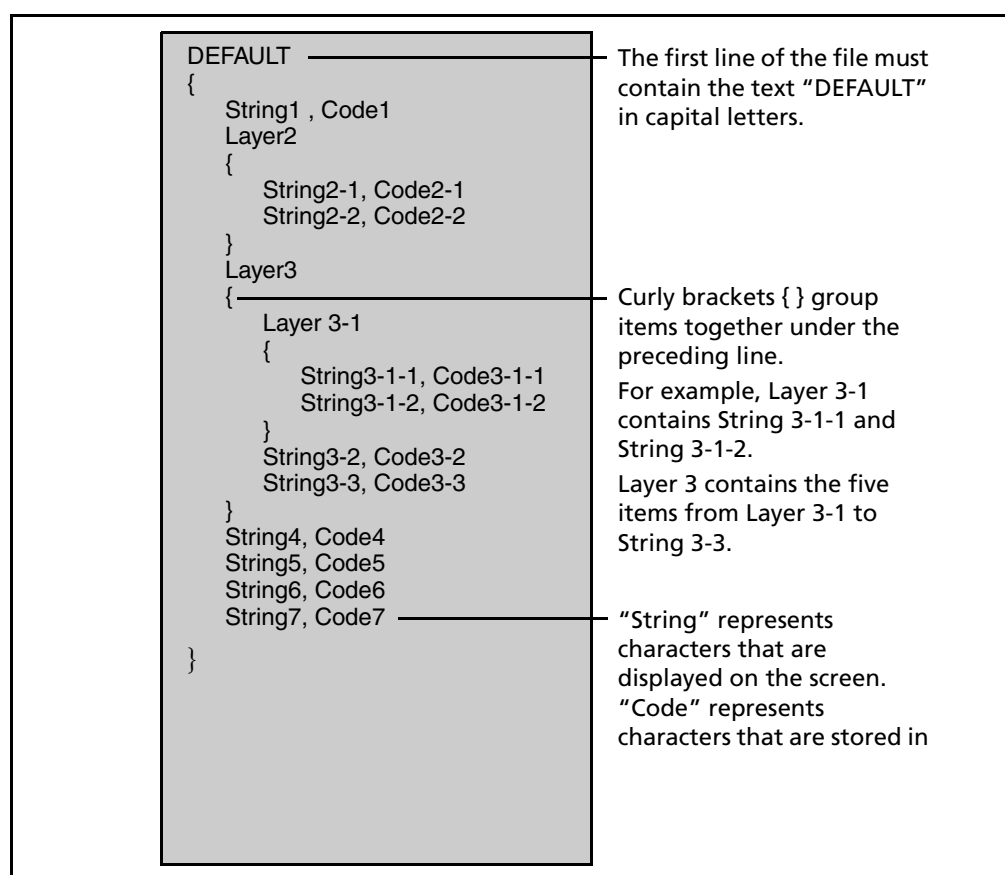 DEFAULT
{
String1 , Code1
Layer2
{
String2-1, Code2-1
String2-2, Code2-2
}
Layer3
{
Layer 3-1
{
String3-1-1, Code3-1-1
String3-1-2, Code3-1-2
}
String3-2, Code3-2
String3-3, Code3-3
}
String4, Code4
String5, Code5
String6, Code6
String7, Code7
}
The first line of the file must
contain the text “DEFAULT”
in capital letters.
Curly brackets { } group
items together under the
preceding line.
For example, Layer 3-1
contains String 3-1-1 and
String 3-1-2.
Layer 3 contains the five
items from Layer 3-1 to
String 3-3.
“String” represents
characters that are
displayed on the screen.
“Code” represents
characters that are stored in